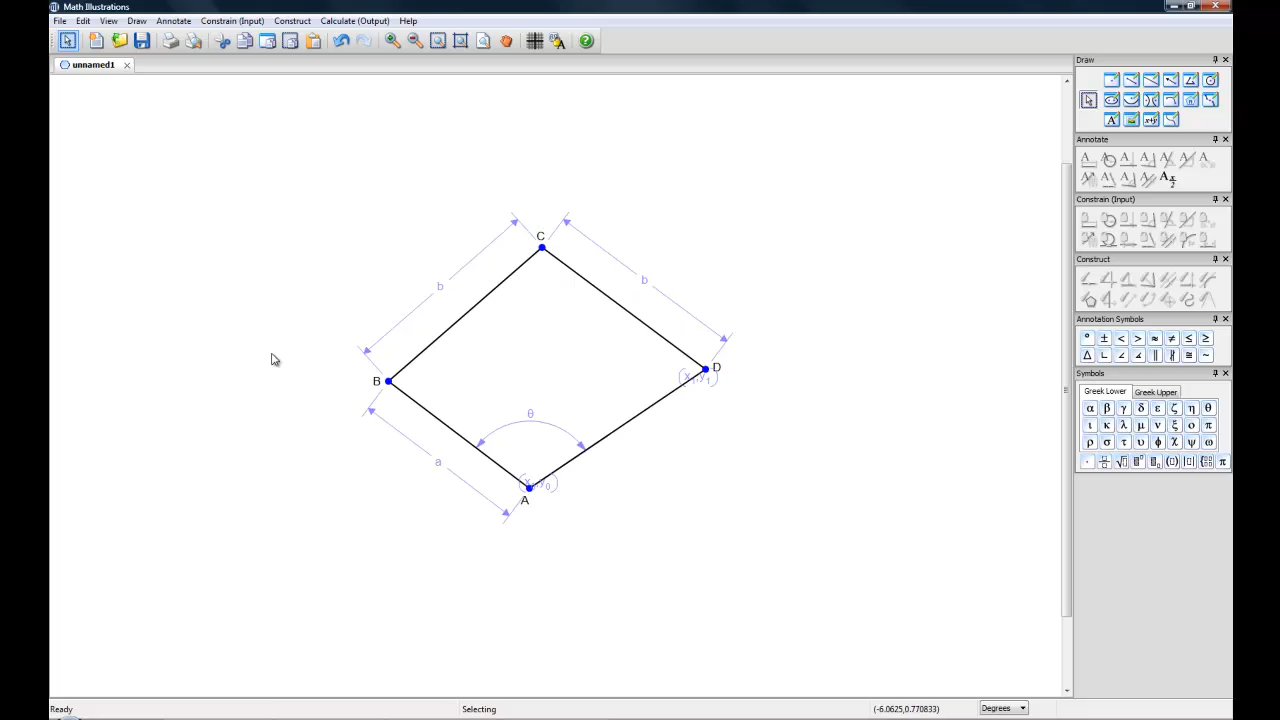 Math Illustrations
File Edit View Draw Annotate Constrain (Input) Construct Calculate (Output) Help
unnamed1
Draw
A x+y
Annotate
Constrain (Input)
Construct
Annotation Symbols
° ± < > ≈ ≠ ≤ ≥
Symbols
Greek Lower Greek Upper
α β γ δ ε ζ η θ
ι κ λ μ ν ξ ο π
ρ σ τ υ φ χ ψ ω
C
b b
B
D
θ
a
A
Ready Selecting (-6.0625,0.770833) Degrees